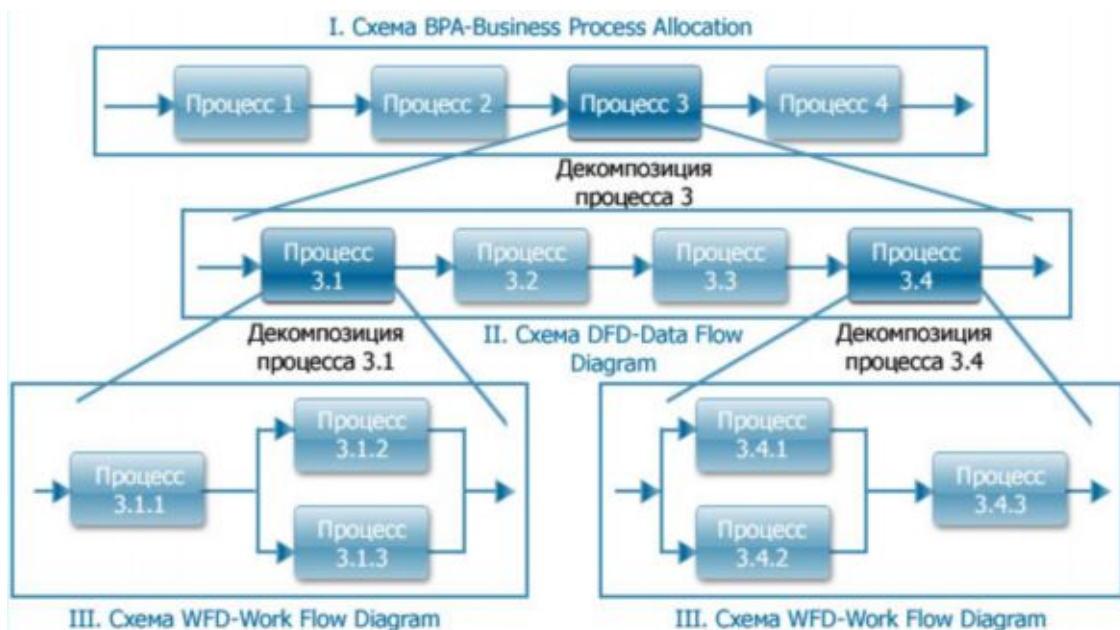 I. Схема BPA-Business Process Allocation
Процесс 1
Процесс 2
Процесс 3
Процесс 4
Декомпозиция
процесса 3
Процесс
3.1
Процесс
3.2
Процесс
3.3
Процесс
3.4
Декомпозиция
процесса 3.1
II. Схема DFD-Data Flow
Diagram
Декомпозиция
процесса 3.4
Процесс
3.1.1
Процесс
3.1.2
Процесс
3.1.3
Процесс
3.4.1
Процесс
3.4.2
Процесс
3.4.3
III. Схема WFD-Work Flow Diagram
III. Схема WFD-Work Flow Diagram